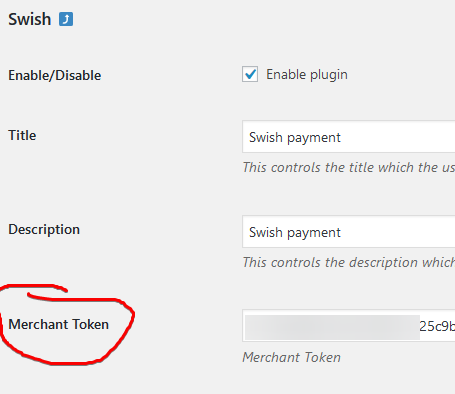 Swish
Enable/Disable
Enable plugin
Title
Swish payment
This controls the title which the us
Description
Swish payment
This controls the description which
Merchant Token
25c9b
Merchant Token